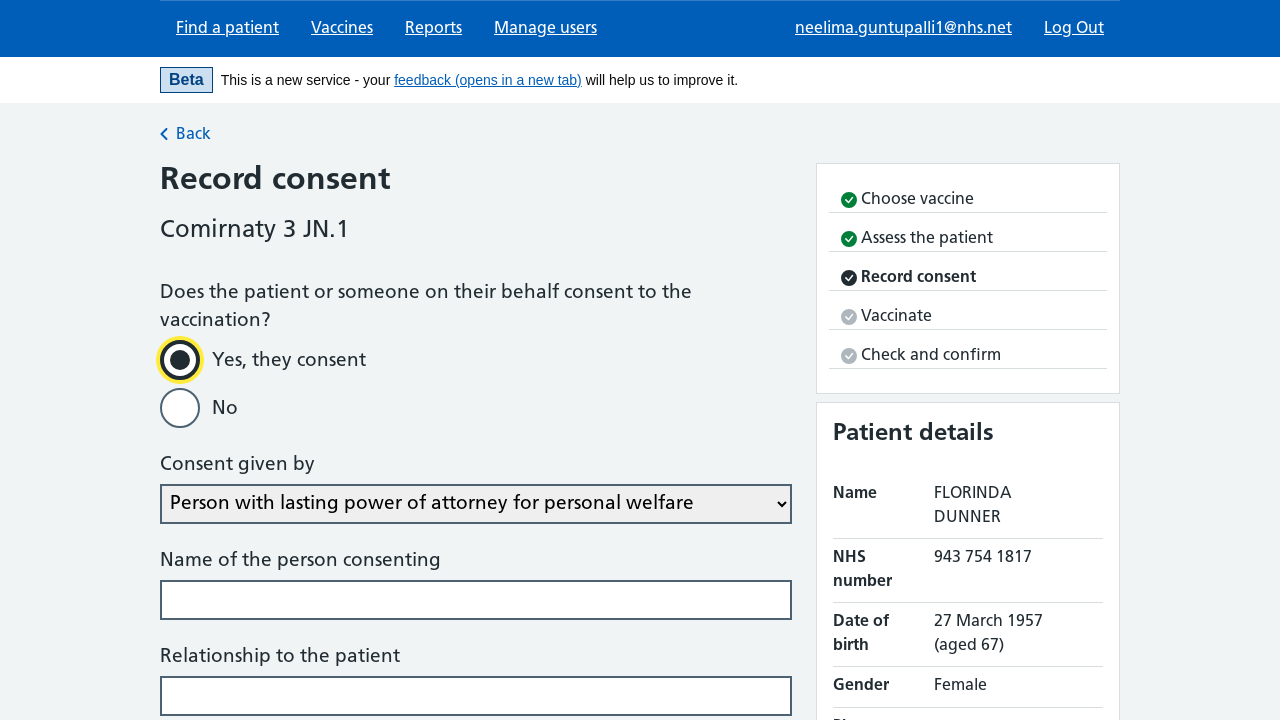 Find a patient
Vaccines
Reports
Manage users
neelima.guntupalli1@nhs.net
Log Out
Beta
This is a new service - your feedback (opens in a new tab) will help us to improve it.
Back
Record consent
Comirnaty 3 JN.1
Does the patient or someone on their behalf consent to the
vaccination?
Yes, they consent
No
Consent given by
Person with lasting power of attorney for personal welfare
Name of the person consenting
Relationship to the patient
Choose vaccine
Assess the patient
Record consent
Vaccinate
Check and confirm
Patient details
Name
FLORINDA
DUNNER
NHS
number
943 754 1817
Date of
birth
27 March 1957
(aged 67)
Gender
Female